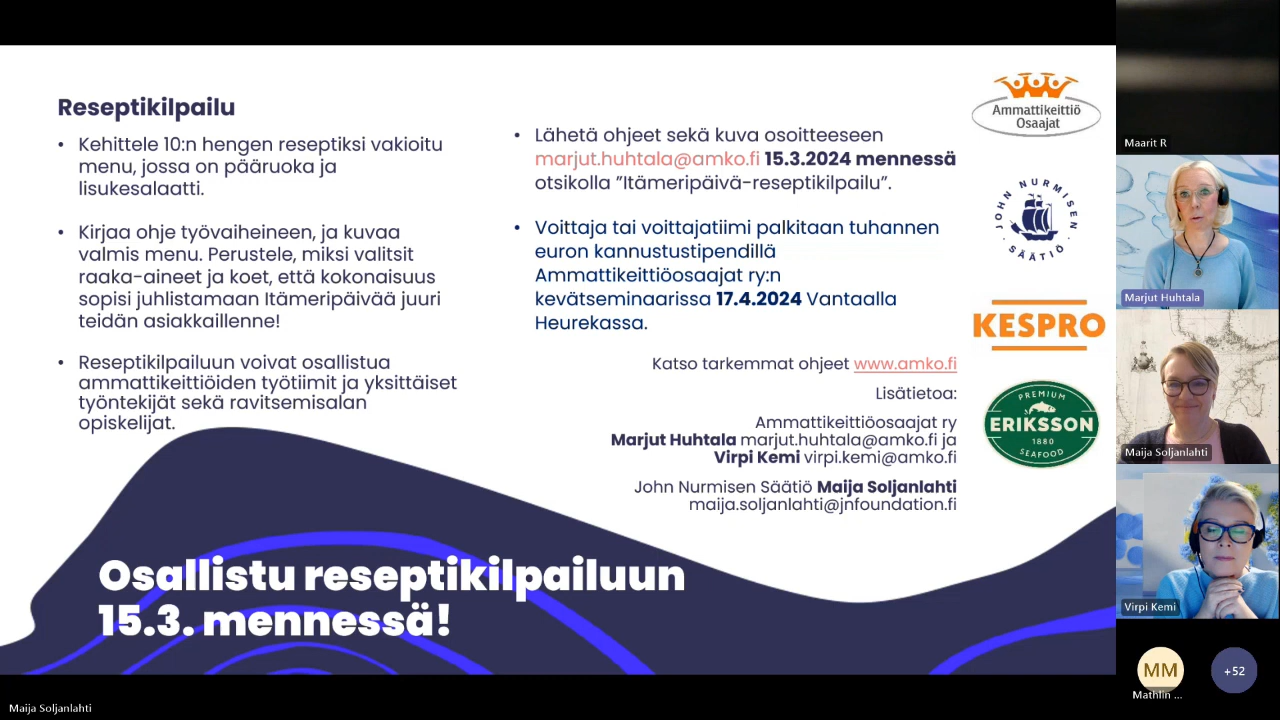 Reseptikilpailu
• Kehittele 10:n hengen reseptiksi vakioitu
menu, jossa on pääruoka ja
lisukesalaatti.
• Kirjaa ohje työvaiheineen, ja kuvaa
valmis menu. Perustele, miksi valitsit
raaka-aineet ja koet, että kokonaisuus
sopisi juhlistamaan Itämeripäivää juuri
teidän asiakkaillenne!
• Reseptikilpailuun voivat osallistua
ammattikeittiöiden työtiimit ja yksittäiset
työntekijät sekä ravitsemisalan
opiskelijat.
• Lähetä ohjeet sekä kuva osoitteeseen
marjut.huhtala@amko.fi 15.3.2024 mennessä
otsikolla ”Itämeripäivä-reseptikilpailu”.
• Voittaja tai voittajatiimi palkitaan tuhannen
euron kannustustipendillä
Ammattikeittiöosaajat ry:n
kevätseminaarissa 17.4.2024 Vantaalla
Heurekassa.
Katso tarkemmat ohjeet www.amko.fi
Lisätietoa:
Ammattikeittiöosaajat ry
Marjut Huhtala marjut.huhtala@amko.fi ja
Virpi Kemi virpi.kemi@amko.fi
John Nurmisen Säätiö Maija Soljanlahti
maija.soljanlahti@jnfoundation.fi
Osallistu reseptikilpailuun
15.3. mennessä!
Ammattikeittiö
Osaajat
JOHN NURMISEN
· SÄÄTIÖ ·
KESPRO
PREMIUM
ERIKSSON
1880
SEAFOOD
Maarit R
Marjut Huhtala
Maija Soljanlahti
Virpi Kemi
MM
Mathlin ...
+52
Maija Soljanlahti